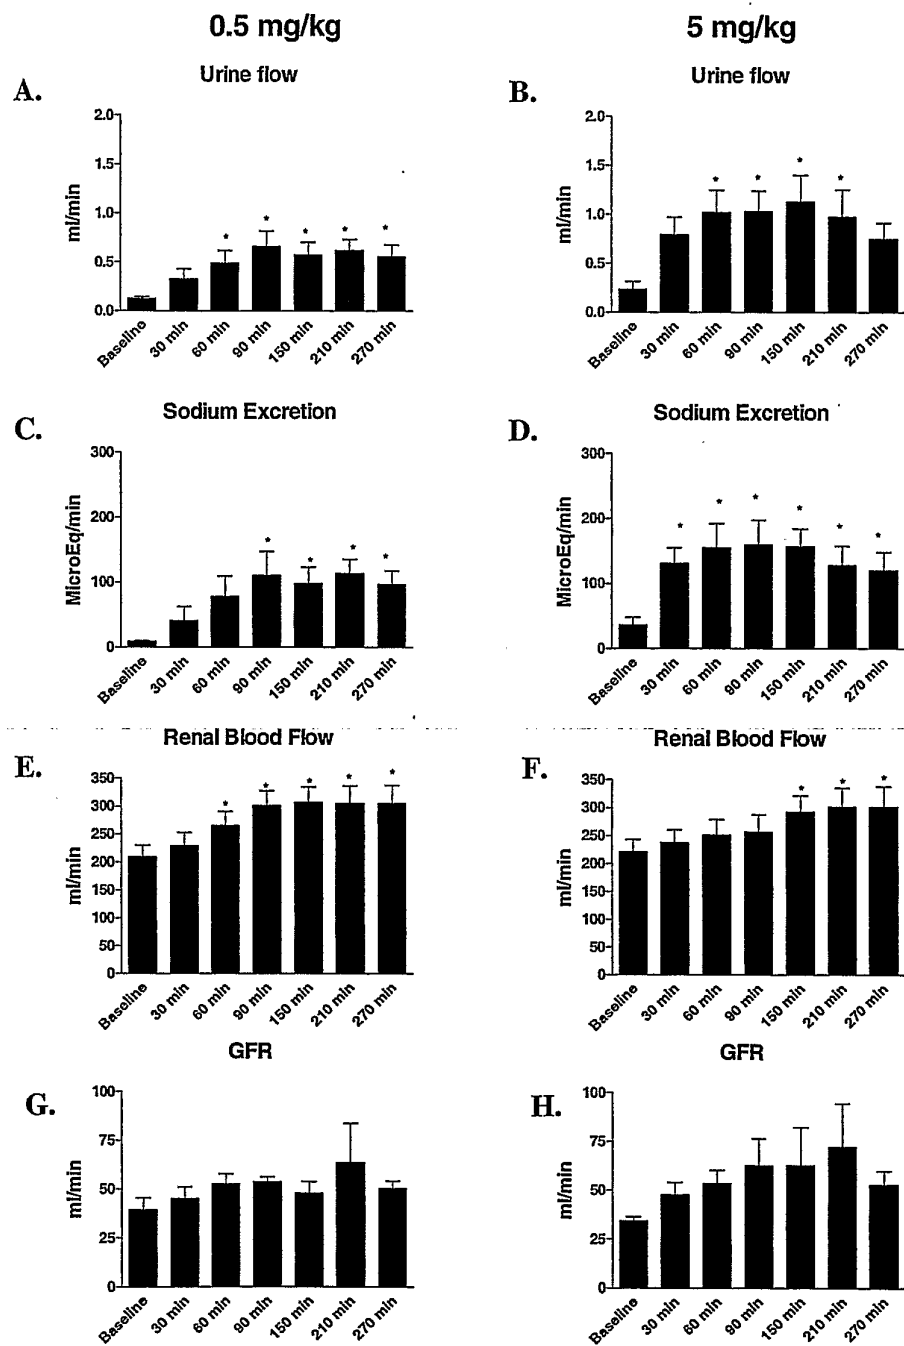 0.5 mg/kg
5 mg/kg
A.
Urine flow
ml/min
2.0
1.5
1.0
0.5
0.0
* * * * *
Baseline
30 min
60 min
90 min
150 min
210 min
270 min
B.
Urine flow
ml/min
2.0
1.5
1.0
0.5
0.0
* * * *
Baseline
30 min
60 min
90 min
150 min
210 min
270 min
C.
Sodium Excretion
MicroEq/min
300
200
100
0
* * * *
Baseline
30 min
60 min
90 min
150 min
210 min
270 min
D.
Sodium Excretion
MicroEq/min
300
200
100
0
* * * * * *
Baseline
30 min
60 min
90 min
150 min
210 min
270 min
E.
Renal Blood Flow
ml/min
350
300
250
200
150
100
50
0
* * * * *
Baseline
30 min
60 min
90 min
150 min
210 min
270 min
F.
Renal Blood Flow
ml/min
350
300
250
200
150
100
50
0
* * *
Baseline
30 min
60 min
90 min
150 min
210 min
270 min
G.
GFR
ml/min
100
75
50
25
0
Baseline
30 min
60 min
90 min
150 min
210 min
270 min
H.
GFR
ml/min
100
75
50
25
0
Baseline
30 min
60 min
90 min
150 min
210 min
270 min